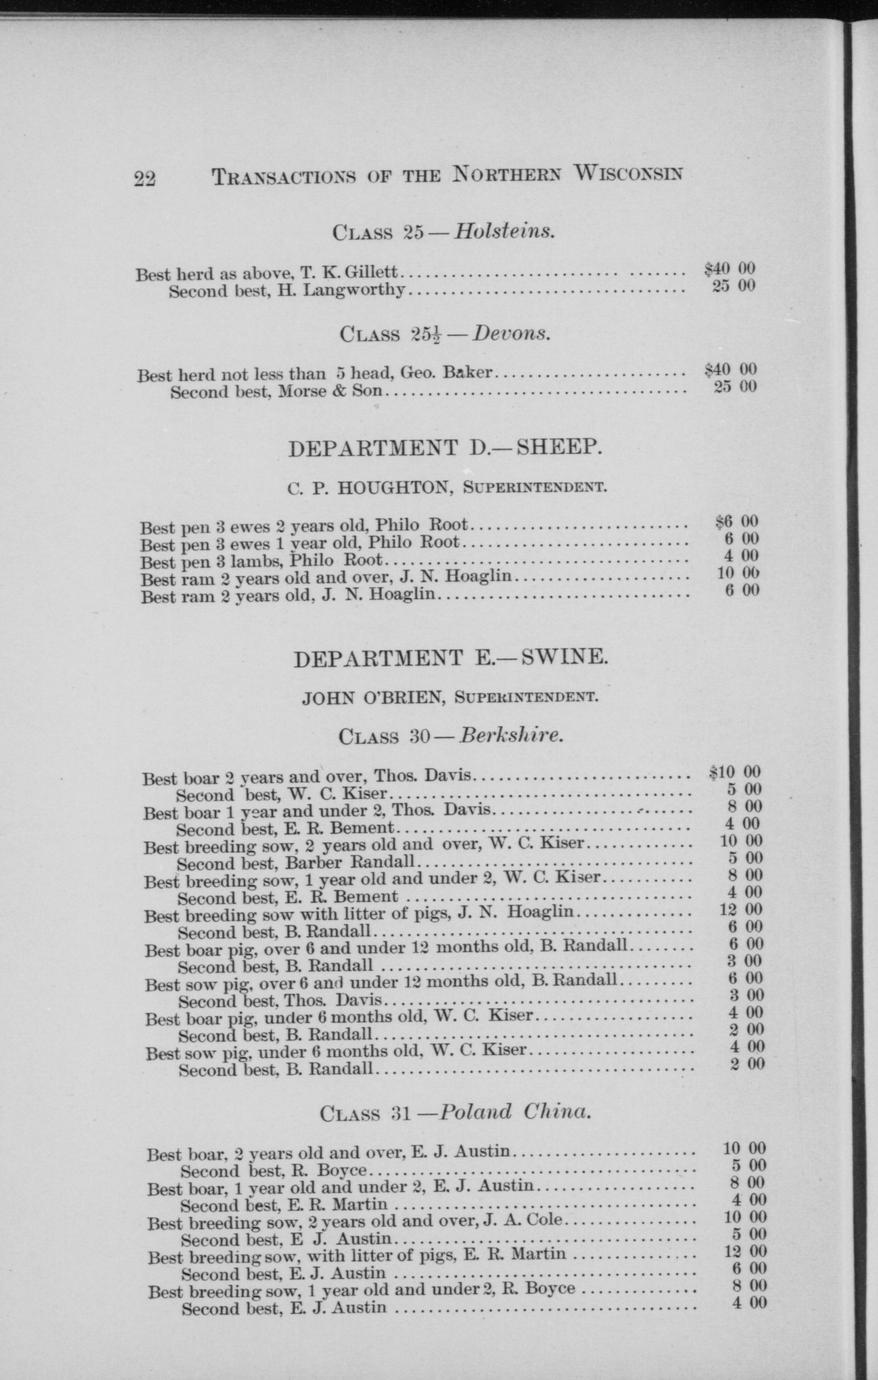 22 TRANSACTIONS OF THE NORTHERN WISCONSIN
CLASS 25 — Holsteins.
Best herd as above, T. K. Gillett.......................... ....... $40 00
Second best, H. Langworthy................................ 25 00
CLASS 25½ — Devons.
Best herd not less than 5 head, Geo. Baker...................... $40 00
Second best, Morse & Son................................... 25 00
DEPARTMENT D.— SHEEP.
C. P. HOUGHTON, SUPERINTENDENT.
Best pen 3 ewes 2 years old, Philo Root.......................... $6 00
Best pen 3 ewes 1 year old, Philo Root........................... 6 00
Best pen 3 lambs, Philo Root.................................... 4 00
Best ram 2 years old and over, J. N. Hoaglin..................... 10 00
Best ram 2 years old, J. N. Hoaglin.............................. 6 00
DEPARTMENT E.— SWINE.
JOHN O'BRIEN, SUPERINTENDENT.
CLASS 30 — Berkshire.
Best boar 2 years and over, Thos. Davis.......................... $10 00
Second best, W. C. Kiser................................... 5 00
Best boar 1 year and under 2, Thos. Davis........................ 8 00
Second best, E. R. Bement.................................. 4 00
Best breeding sow, 2 years old and over, W. C. Kiser............. 10 00
Second best, Barber Randall................................ 5 00
Best breeding sow, 1 year old and under 2, W. C. Kiser........... 8 00
Second best, E. R. Bement ................................. 4 00
Best breeding sow with litter of pigs, J. N. Hoaglin.............. 12 00
Second best, B. Randall..................................... 6 00
Best boar pig, over 6 and under 12 months old, B. Randall........ 6 00
Second best, B. Randall .................................... 3 00
Best sow pig, over 6 and under 12 months old, B. Randall......... 6 00
Second best, Thos. Davis.................................... 3 00
Best boar pig, under 6 months old, W. C. Kiser................... 4 00
Second best, B. Randall..................................... 2 00
Best sow pig, under 6 months old, W. C. Kiser.................... 4 00
Second best, B. Randall..................................... 2 00
CLASS 31 — Poland China.
Best boar, 2 years old and over, E. J. Austin...................... 10 00
Second best, R. Boyce...................................... 5 00
Best boar, 1 year old and under 2, E. J. Austin................... 8 00
Second best, E. R. Martin ................................... 4 00
Best breeding sow, 2 years old and over, J. A. Cole................ 10 00
Second best, E J. Austin.................................... 5 00
Best breeding sow, with litter of pigs, E. R. Martin ............... 12 00
Second best, E. J. Austin ................................... 6 00
Best breeding sow, 1 year old and under 2, R. Boyce .............. 8 00
Second best, E. J. Austin ................................... 4 00